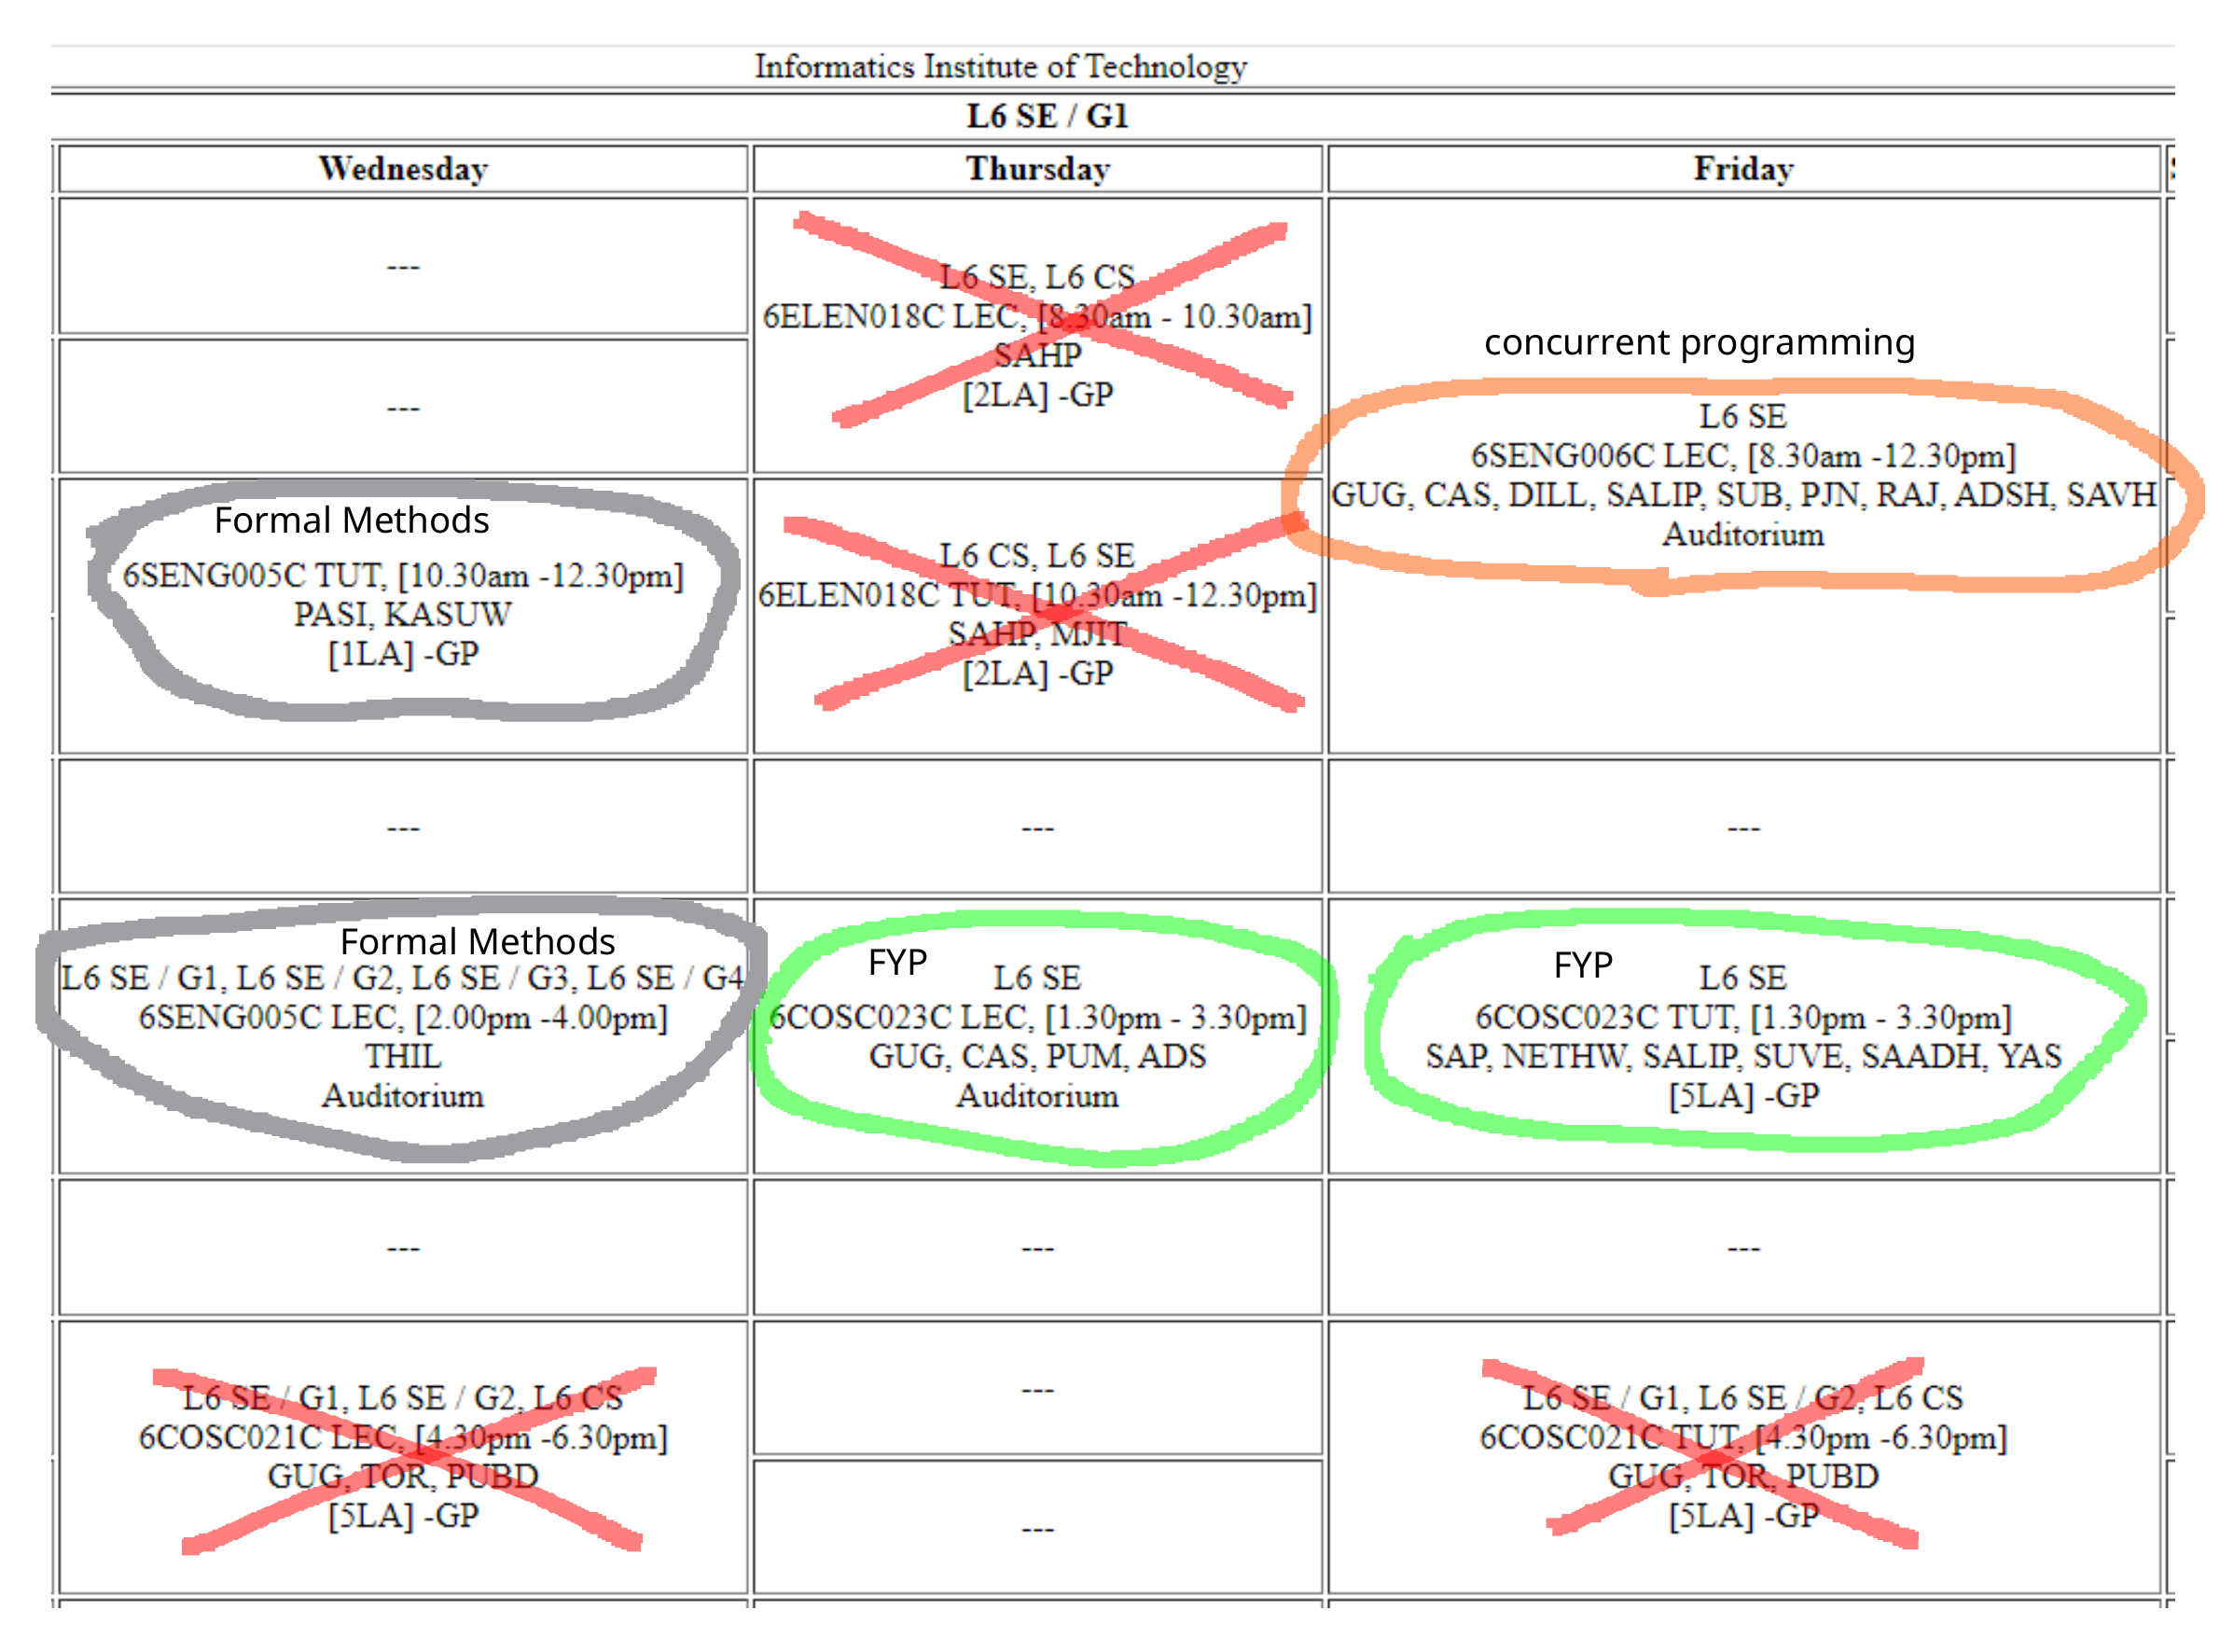 Informatics Institute of Technology
L6 SE / G1
Wednesday
Thursday
Friday
---
L6 SE, L6 CS
6ELEN018C LEC, [8.30am - 10.30am]
SAHP
[2LA] -GP
concurrent programming
L6 SE
6SENG006C LEC, [8.30am -12.30pm]
GUG, CAS, DILL, SALIP, SUB, PJN, RAJ, ADSH, SAVH
Auditorium
---
Formal Methods
6SENG005C TUT, [10.30am -12.30pm]
PASI, KASUW
[1LA] -GP
L6 CS, L6 SE
6ELEN018C TUT, [10.30am -12.30pm]
SAHP, MJIT
[2LA] -GP
---
---
---
Formal Methods
L6 SE / G1, L6 SE / G2, L6 SE / G3, L6 SE / G4
6SENG005C LEC, [2.00pm -4.00pm]
THIL
Auditorium
FYP
L6 SE
6COSC023C LEC, [1.30pm - 3.30pm]
GUG, CAS, PUM, ADS
Auditorium
FYP
L6 SE
6COSC023C TUT, [1.30pm - 3.30pm]
SAP, NETHW, SALIP, SUVE, SAADH, YAS
[5LA] -GP
---
---
---
L6 SE / G1, L6 SE / G2, L6 CS
6COSC021C LEC, [4.30pm -6.30pm]
GUG, TOR, PUBD
[5LA] -GP
---
---
L6 SE / G1, L6 SE / G2, L6 CS
6COSC021C TUT, [4.30pm -6.30pm]
GUG, TOR, PUBD
[5LA] -GP